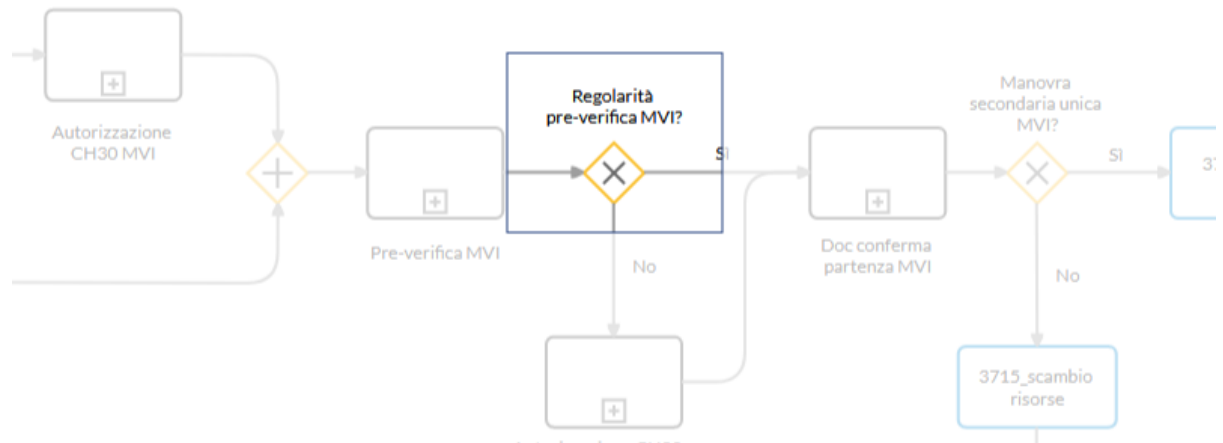 Autorizzazione
CH30 MVI
Pre-verifica MVI
Regolarità
pre-verifica MVI?
Sì
No
Doc conferma
partenza MVI
Manovra
secondaria unica
MVI?
Sì
No
3715_scambio
risorse